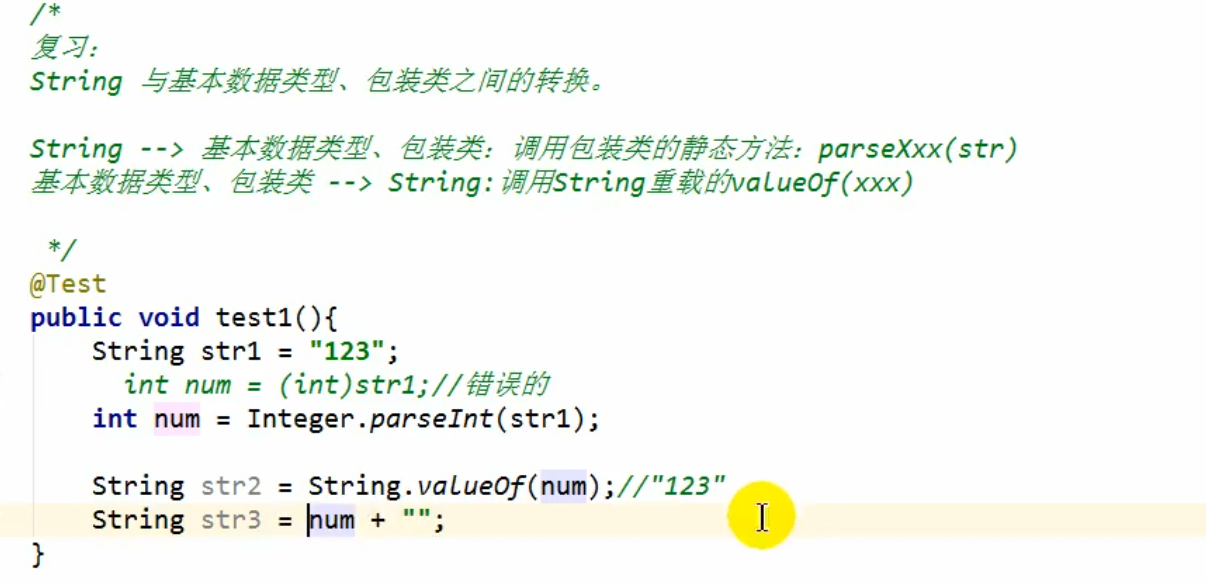 /*
复习：
String 与基本数据类型、包装类之间的转换。
String --> 基本数据类型、包装类：调用包装类的静态方法：parseXxx(str)
基本数据类型、包装类 --> String:调用String重载的valueOf(xxx)
*/
@Test
public void test1(){
String str1 = "123";
int num = (int)str1;//错误的
int num = Integer.parseInt(str1);
String str2 = String.valueOf(num);//"123"
String str3 = num + "";
}